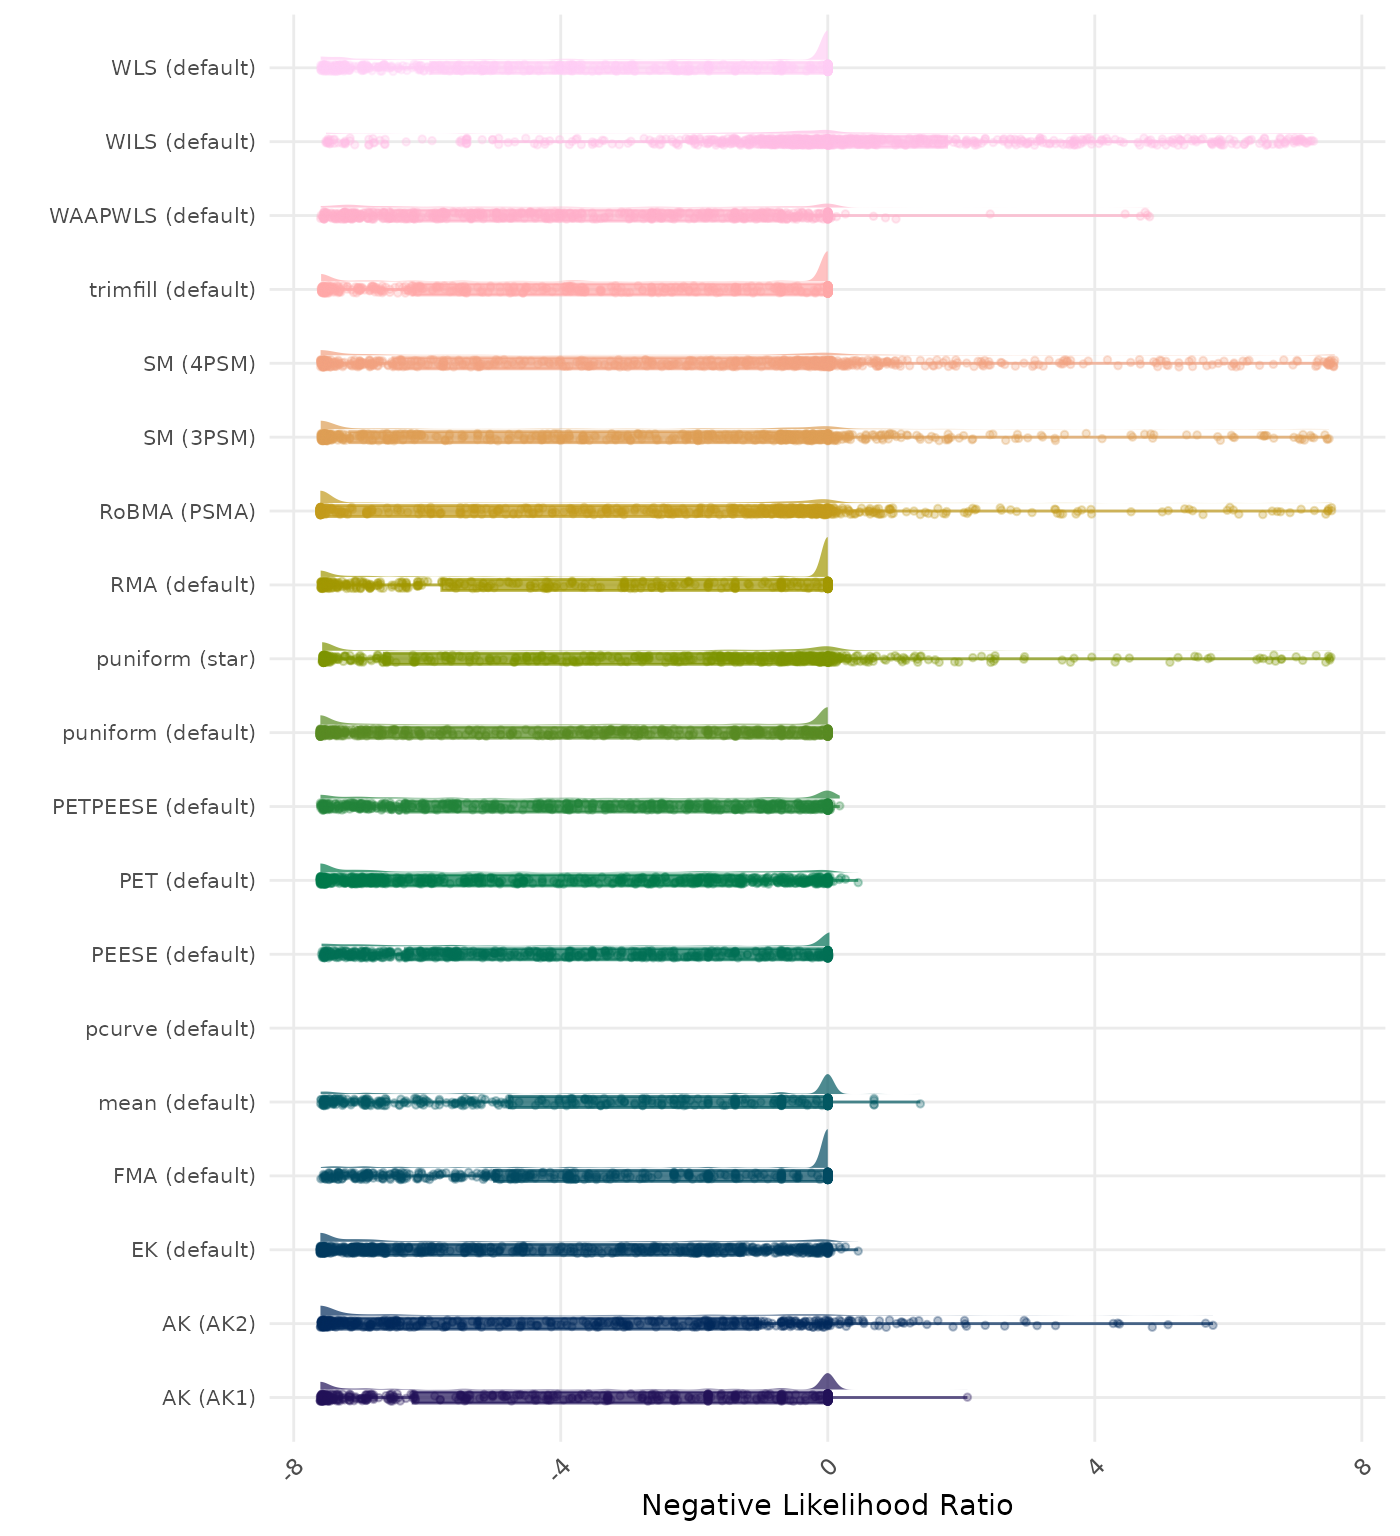 WLS (default)
WILS (default)
WAAPWLS (default)
trimfill (default)
SM (4PSM)
SM (3PSM)
RoBMA (PSMA)
RMA (default)
puniform (star)
puniform (default)
PETPEESE (default)
PET (default)
PEESE (default)
pcurve (default)
mean (default)
FMA (default)
EK (default)
AK (AK2)
AK (AK1)
-8 -4 0 4 8
Negative Likelihood Ratio